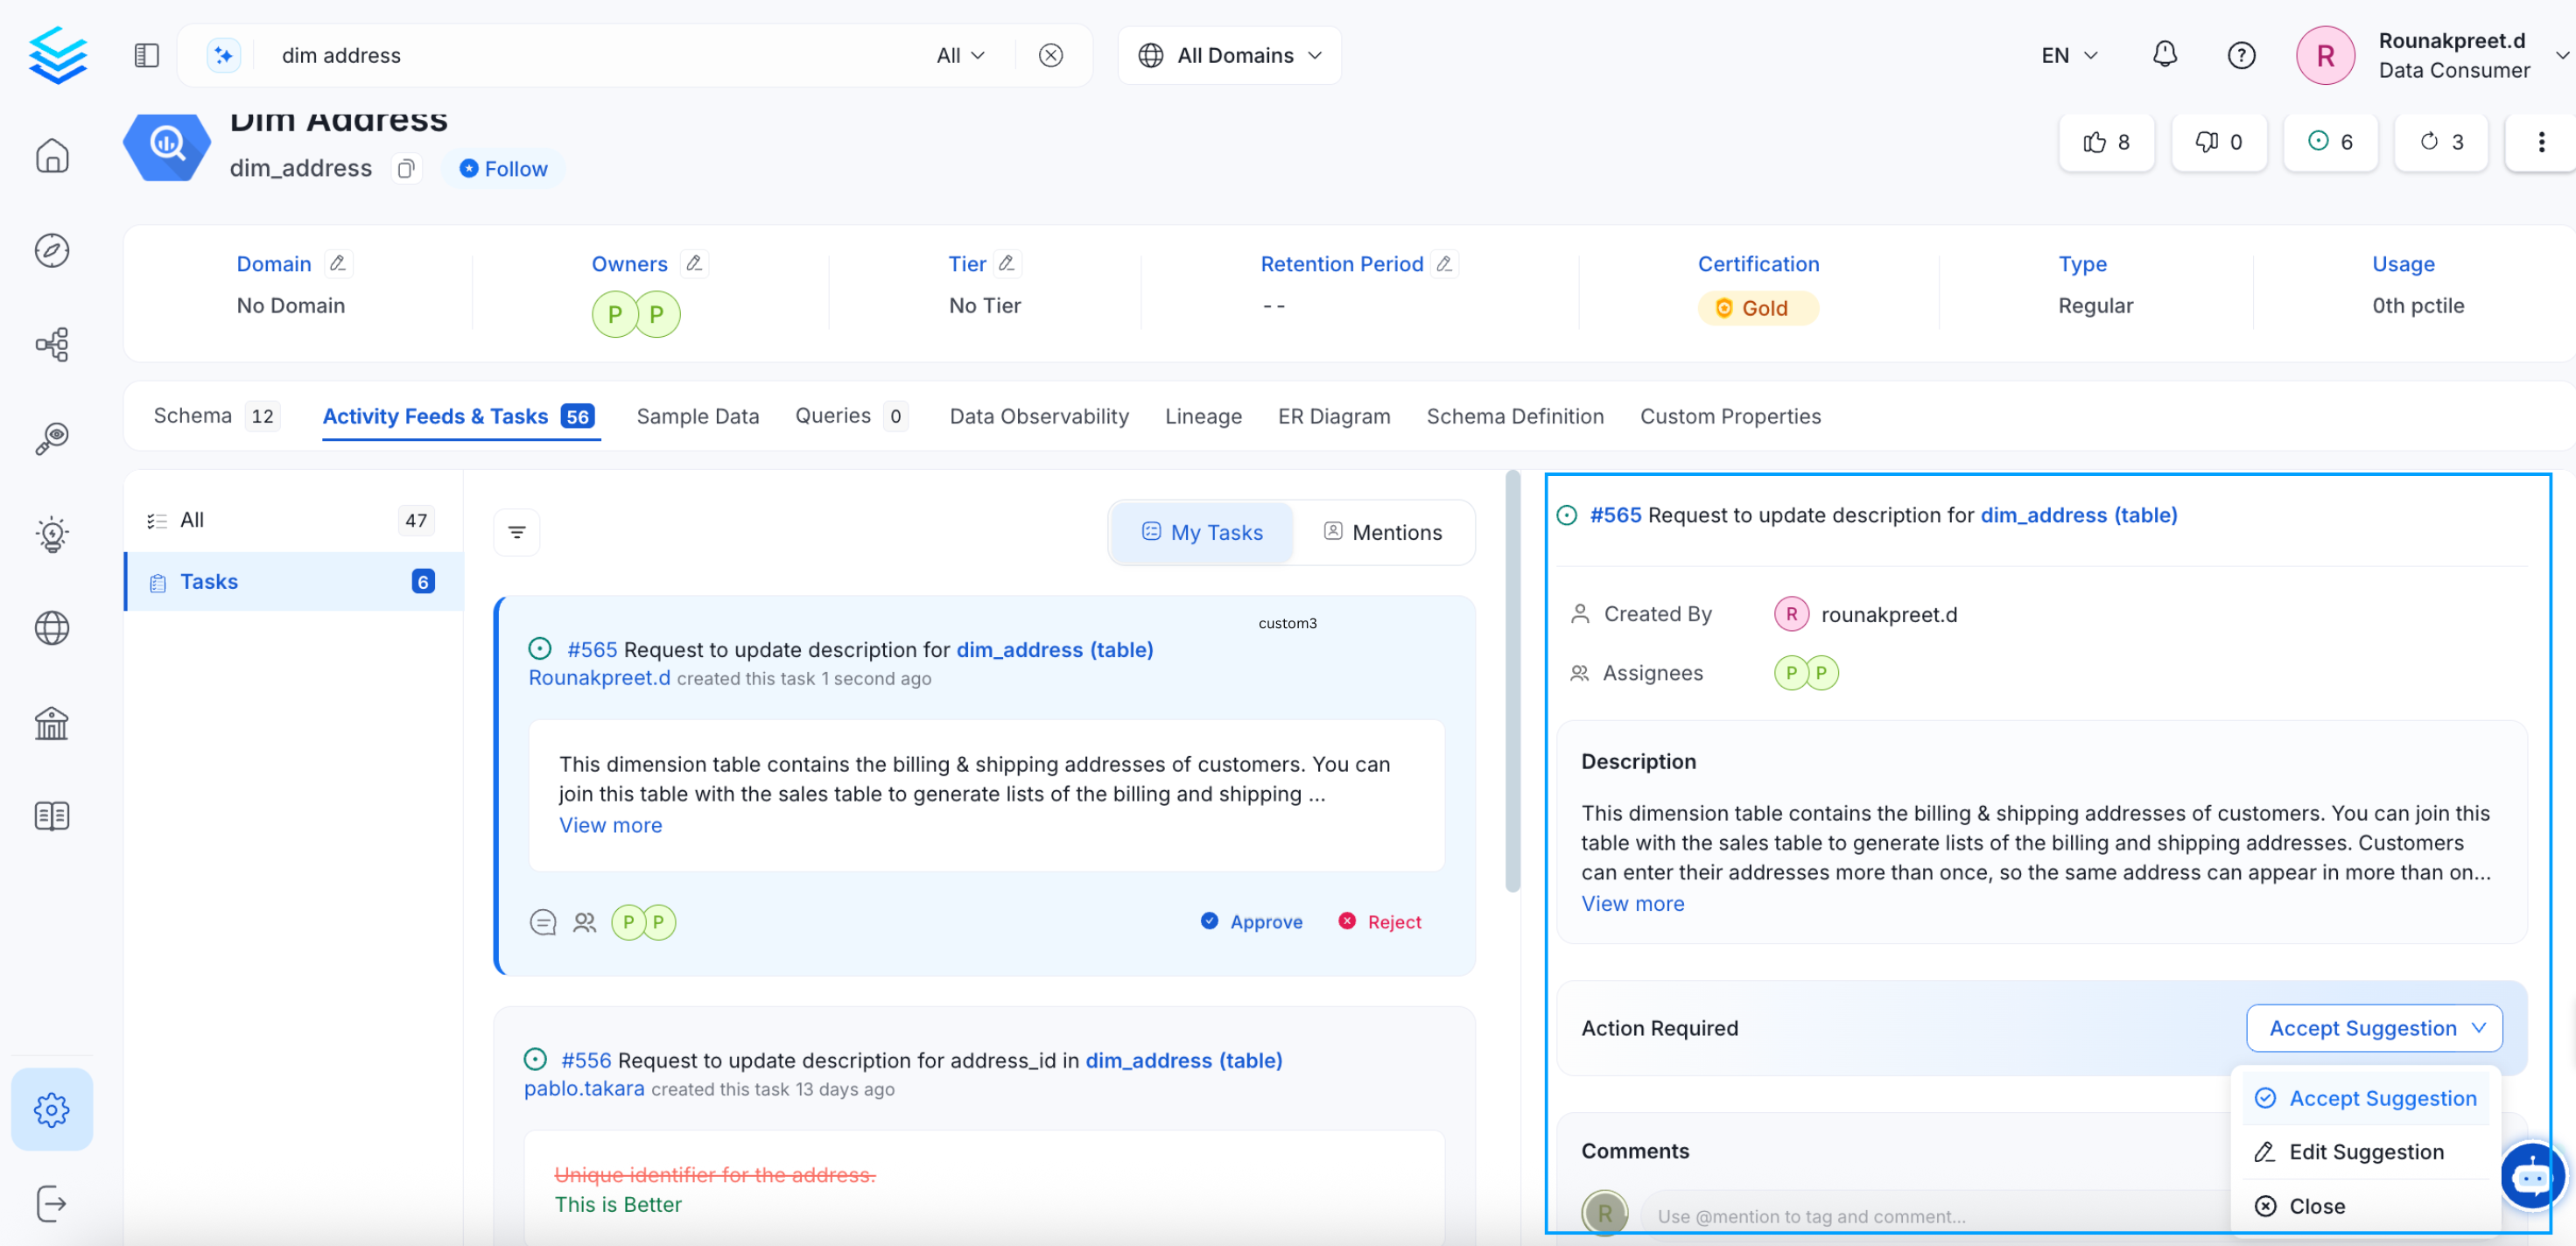 dim address
All
All Domains
EN
R
Rounakpreet.d
Data Consumer
Dim Address
dim_address
Follow
8
0
6
3
Domain
No Domain
Owners
P P
Tier
No Tier
Retention Period
--
Certification
Gold
Type
Regular
Usage
0th pctile
Schema 12
Activity Feeds & Tasks 56
Sample Data
Queries 0
Data Observability
Lineage
ER Diagram
Schema Definition
Custom Properties
All 47
Tasks 6
My Tasks
Mentions
custom3
#565 Request to update description for dim_address (table)
Rounakpreet.d created this task 1 second ago
This dimension table contains the billing & shipping addresses of customers. You can
join this table with the sales table to generate lists of the billing and shipping ...
View more
P P
Approve
Reject
#556 Request to update description for address_id in dim_address (table)
pablo.takara created this task 13 days ago
Unique identifier for the address.
This is Better
#565 Request to update description for dim_address (table)
Created By
R rounakpreet.d
Assignees
P P
Description
This dimension table contains the billing & shipping addresses of customers. You can join this
table with the sales table to generate lists of the billing and shipping addresses. Customers
can enter their addresses more than once, so the same address can appear in more than on...
View more
Action Required
Accept Suggestion
Accept Suggestion
Edit Suggestion
Close
Comments
R
Use @mention to tag and comment...